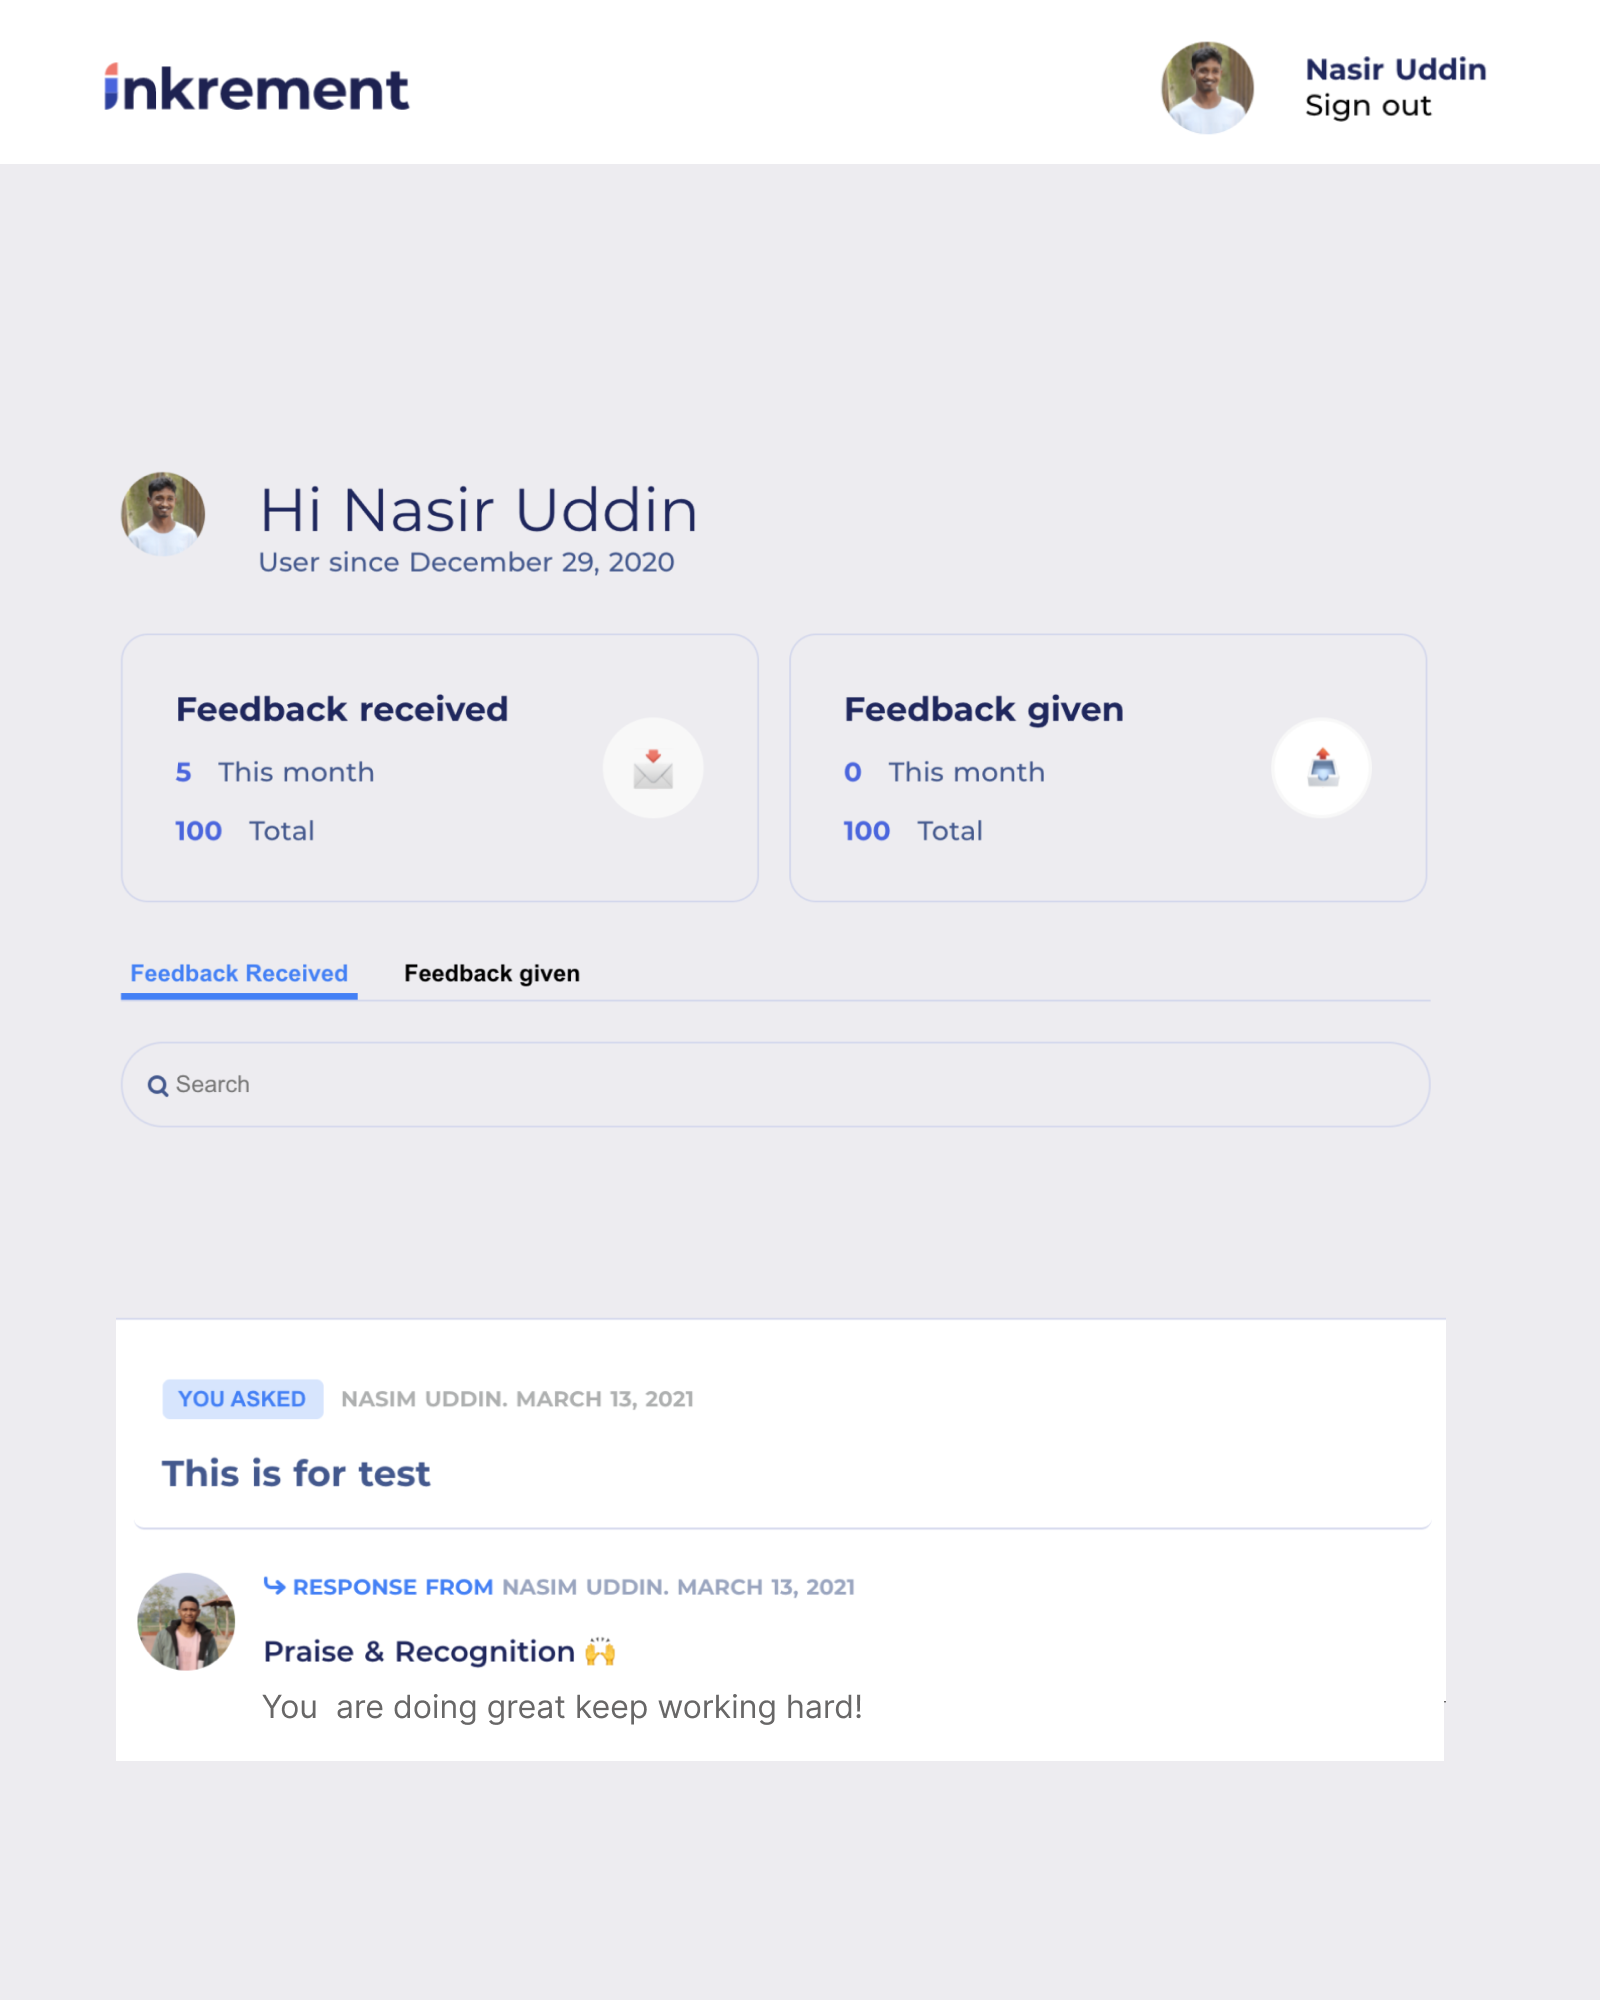 inkrement
Nasir Uddin
Sign out
Hi Nasir Uddin
User since December 29, 2020
Feedback received
5 This month
100 Total
Feedback given
0 This month
100 Total
Feedback Received
Feedback given
Search
YOU ASKED NASIM UDDIN. MARCH 13, 2021
This is for test
RESPONSE FROM NASIM UDDIN. MARCH 13, 2021
Praise & Recognition 🙌
You  are doing great keep working hard!